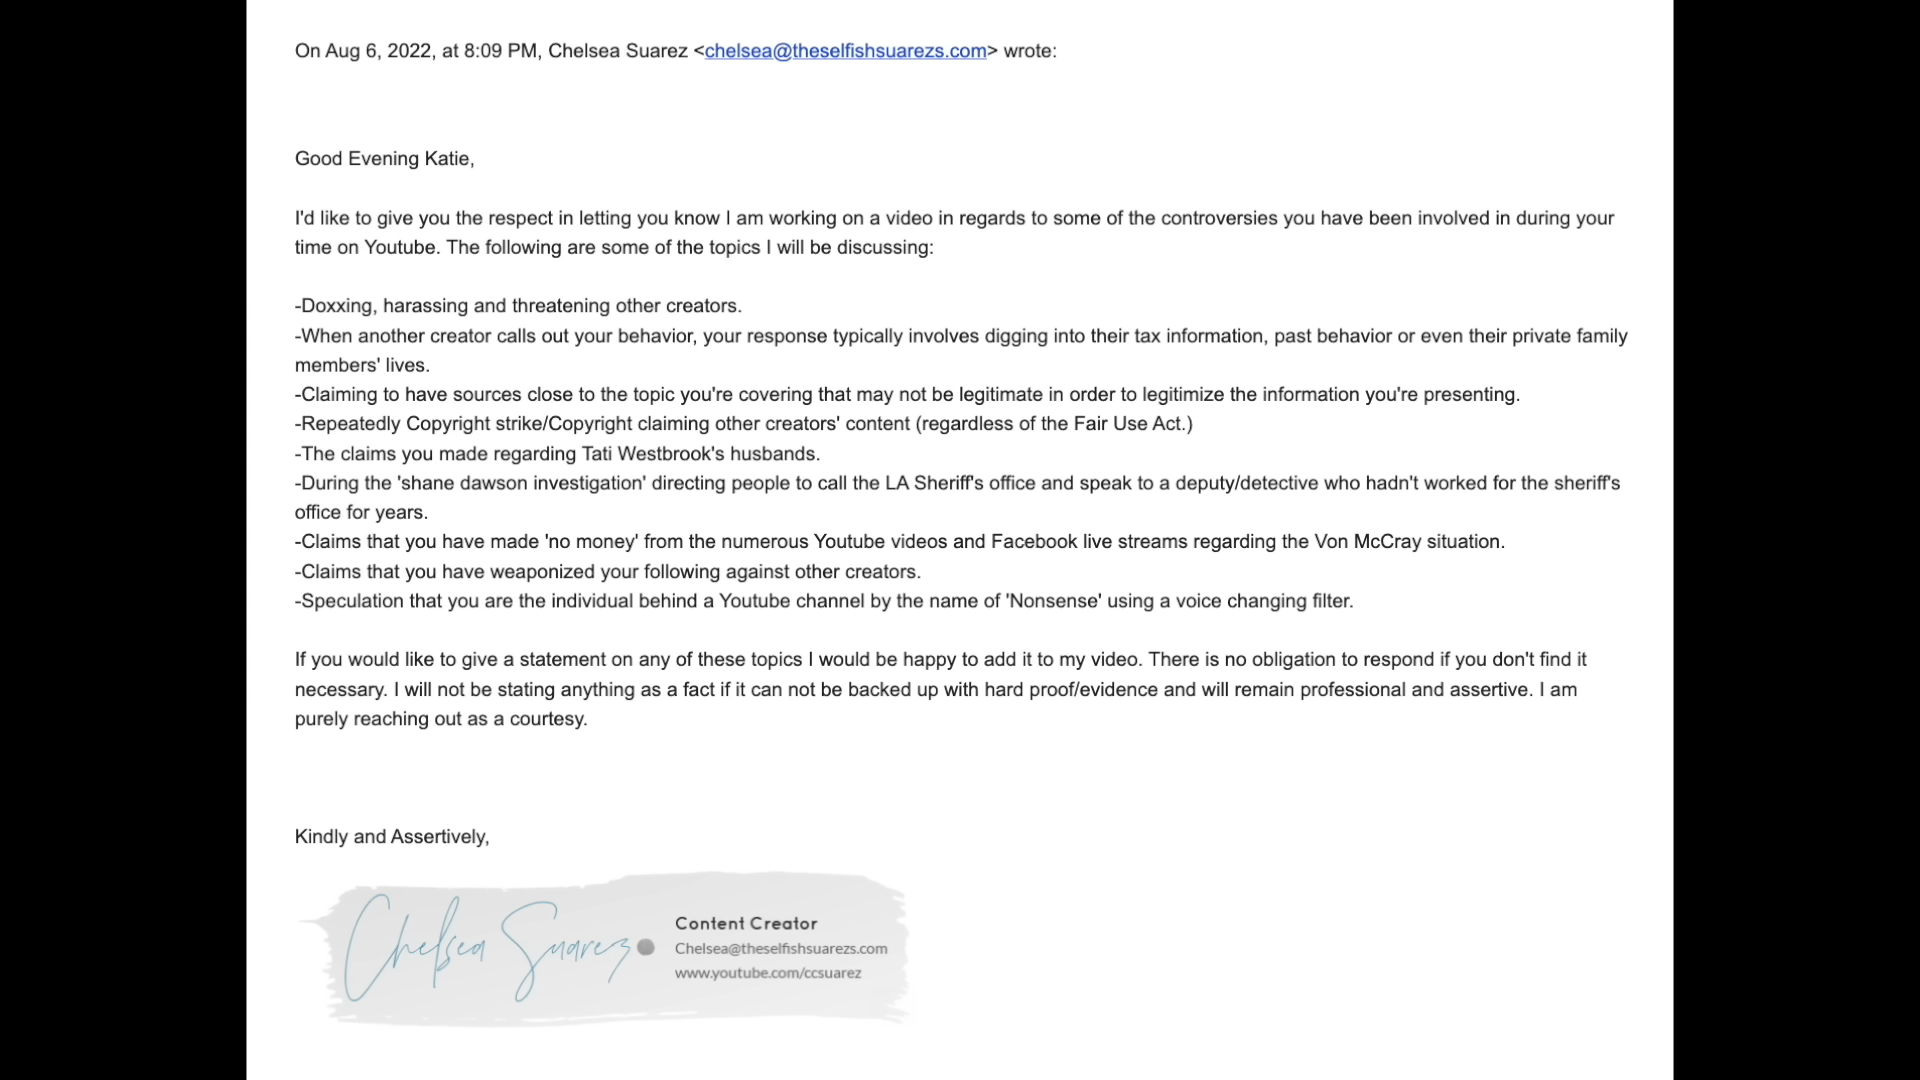 On Aug 6, 2022, at 8:09 PM, Chelsea Suarez <chelsea@theselfishsuarezs.com> wrote:
Good Evening Katie,
I'd like to give you the respect in letting you know I am working on a video in regards to some of the controversies you have been involved in during your
time on Youtube. The following are some of the topics I will be discussing:
-Doxxing, harassing and threatening other creators.
-When another creator calls out your behavior, your response typically involves digging into their tax information, past behavior or even their private family
members' lives.
-Claiming to have sources close to the topic you're covering that may not be legitimate in order to legitimize the information you're presenting.
-Repeatedly Copyright strike/Copyright claiming other creators' content (regardless of the Fair Use Act.)
-The claims you made regarding Tati Westbrook's husbands.
-During the 'shane dawson investigation' directing people to call the LA Sheriff's office and speak to a deputy/detective who hadn't worked for the sheriff's
office for years.
-Claims that you have made 'no money' from the numerous Youtube videos and Facebook live streams regarding the Von McCray situation.
-Claims that you have weaponized your following against other creators.
-Speculation that you are the individual behind a Youtube channel by the name of 'Nonsense' using a voice changing filter.
If you would like to give a statement on any of these topics I would be happy to add it to my video. There is no obligation to respond if you don't find it
necessary. I will not be stating anything as a fact if it can not be backed up with hard proof/evidence and will remain professional and assertive. I am
purely reaching out as a courtesy.
Kindly and Assertively,
Chelsea Suarez
Content Creator
Chelsea@theselfishsuarezs.com
www.youtube.com/ccsuarez